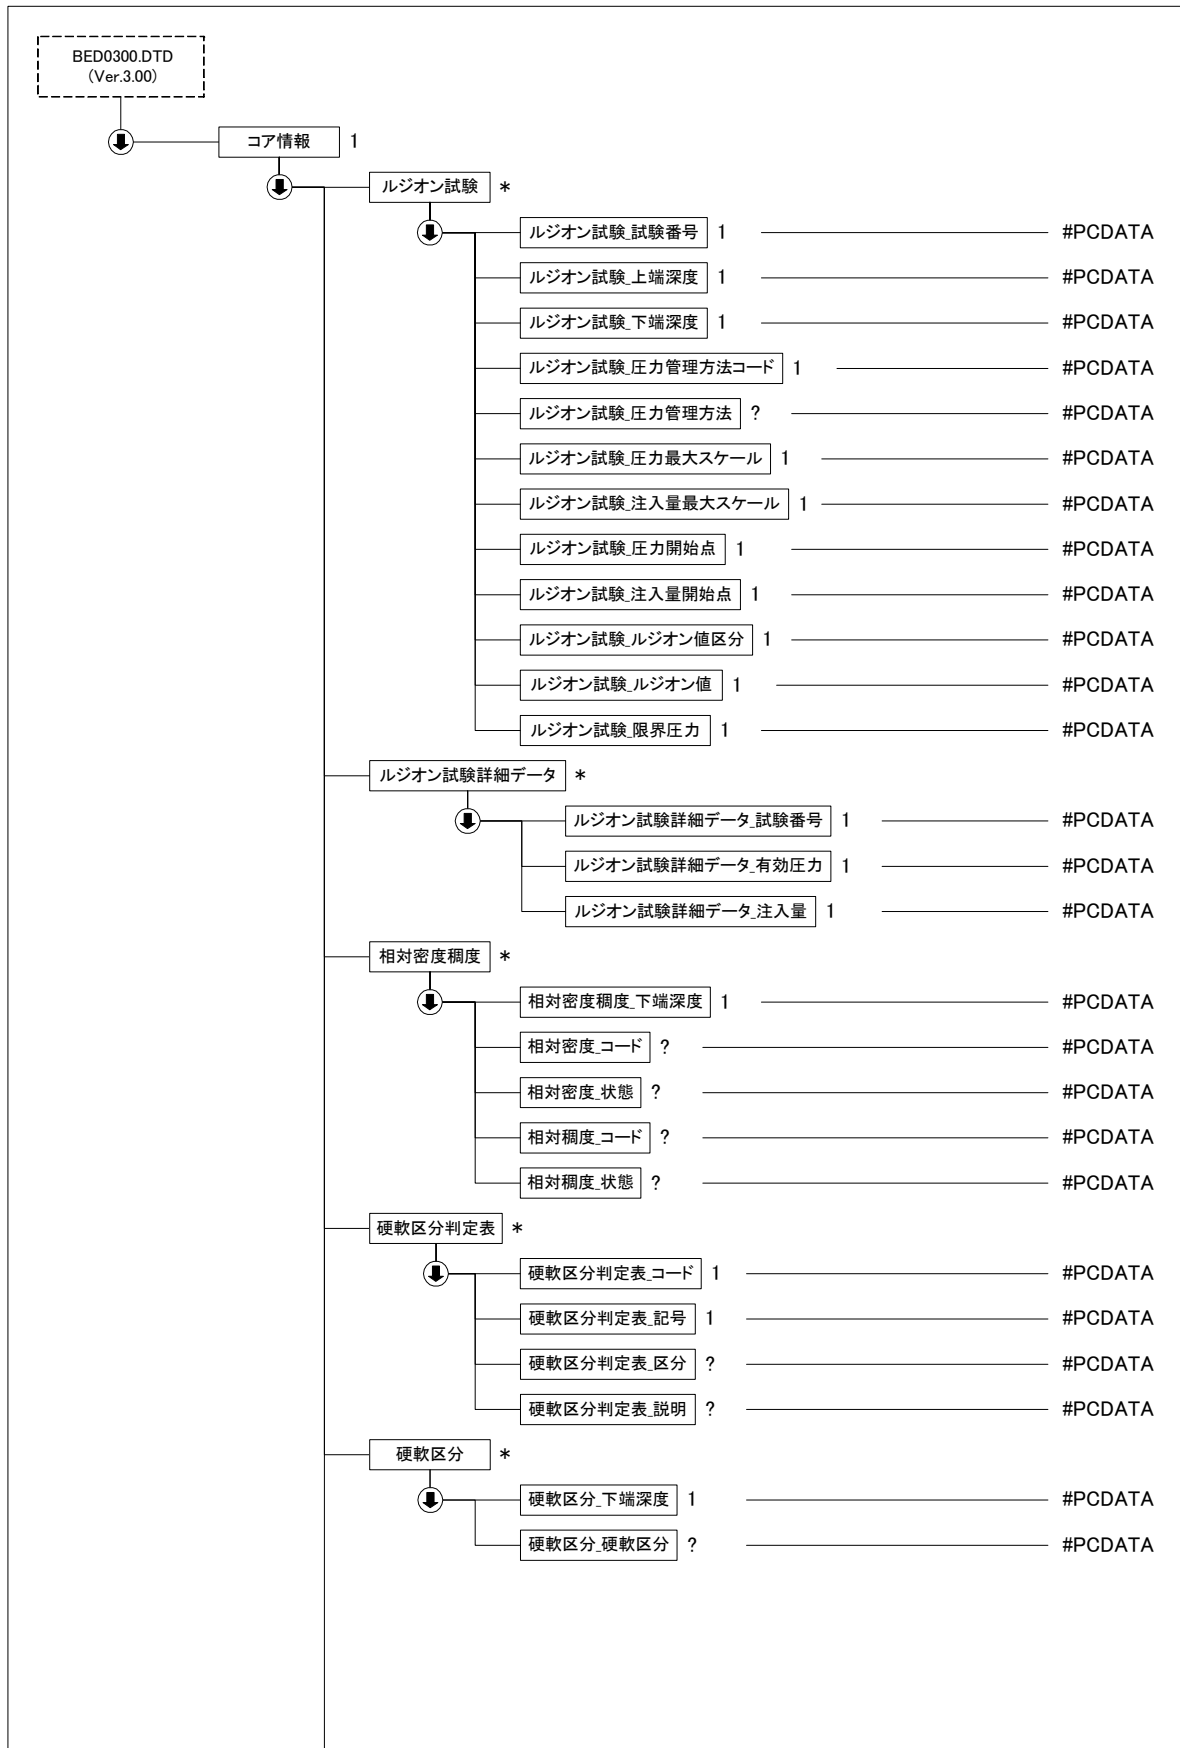 BED0300.DTD
(Ver.3.00)
コア情報 1
ルジオン試験 *
ルジオン試験_試験番号 1 #PCDATA
ルジオン試験_上端深度 1 #PCDATA
ルジオン試験_下端深度 1 #PCDATA
ルジオン試験_圧力管理方法コード 1 #PCDATA
ルジオン試験_圧力管理方法 ? #PCDATA
ルジオン試験_圧力最大スケール 1 #PCDATA
ルジオン試験_注入量最大スケール 1 #PCDATA
ルジオン試験_圧力開始点 1 #PCDATA
ルジオン試験_注入量開始点 1 #PCDATA
ルジオン試験_ルジオン値区分 1 #PCDATA
ルジオン試験_ルジオン値 1 #PCDATA
ルジオン試験_限界圧力 1 #PCDATA
ルジオン試験詳細データ *
ルジオン試験詳細データ_試験番号 1 #PCDATA
ルジオン試験詳細データ_有効圧力 1 #PCDATA
ルジオン試験詳細データ_注入量 1 #PCDATA
相対密度稠度 *
相対密度稠度_下端深度 1 #PCDATA
相対密度_コード ? #PCDATA
相対密度_状態 ? #PCDATA
相対稠度_コード ? #PCDATA
相対稠度_状態 ? #PCDATA
硬軟区分判定表 *
硬軟区分判定表_コード 1 #PCDATA
硬軟区分判定表_記号 1 #PCDATA
硬軟区分判定表_区分 ? #PCDATA
硬軟区分判定表_説明 ? #PCDATA
硬軟区分 *
硬軟区分_下端深度 1 #PCDATA
硬軟区分_硬軟区分 ? #PCDATA